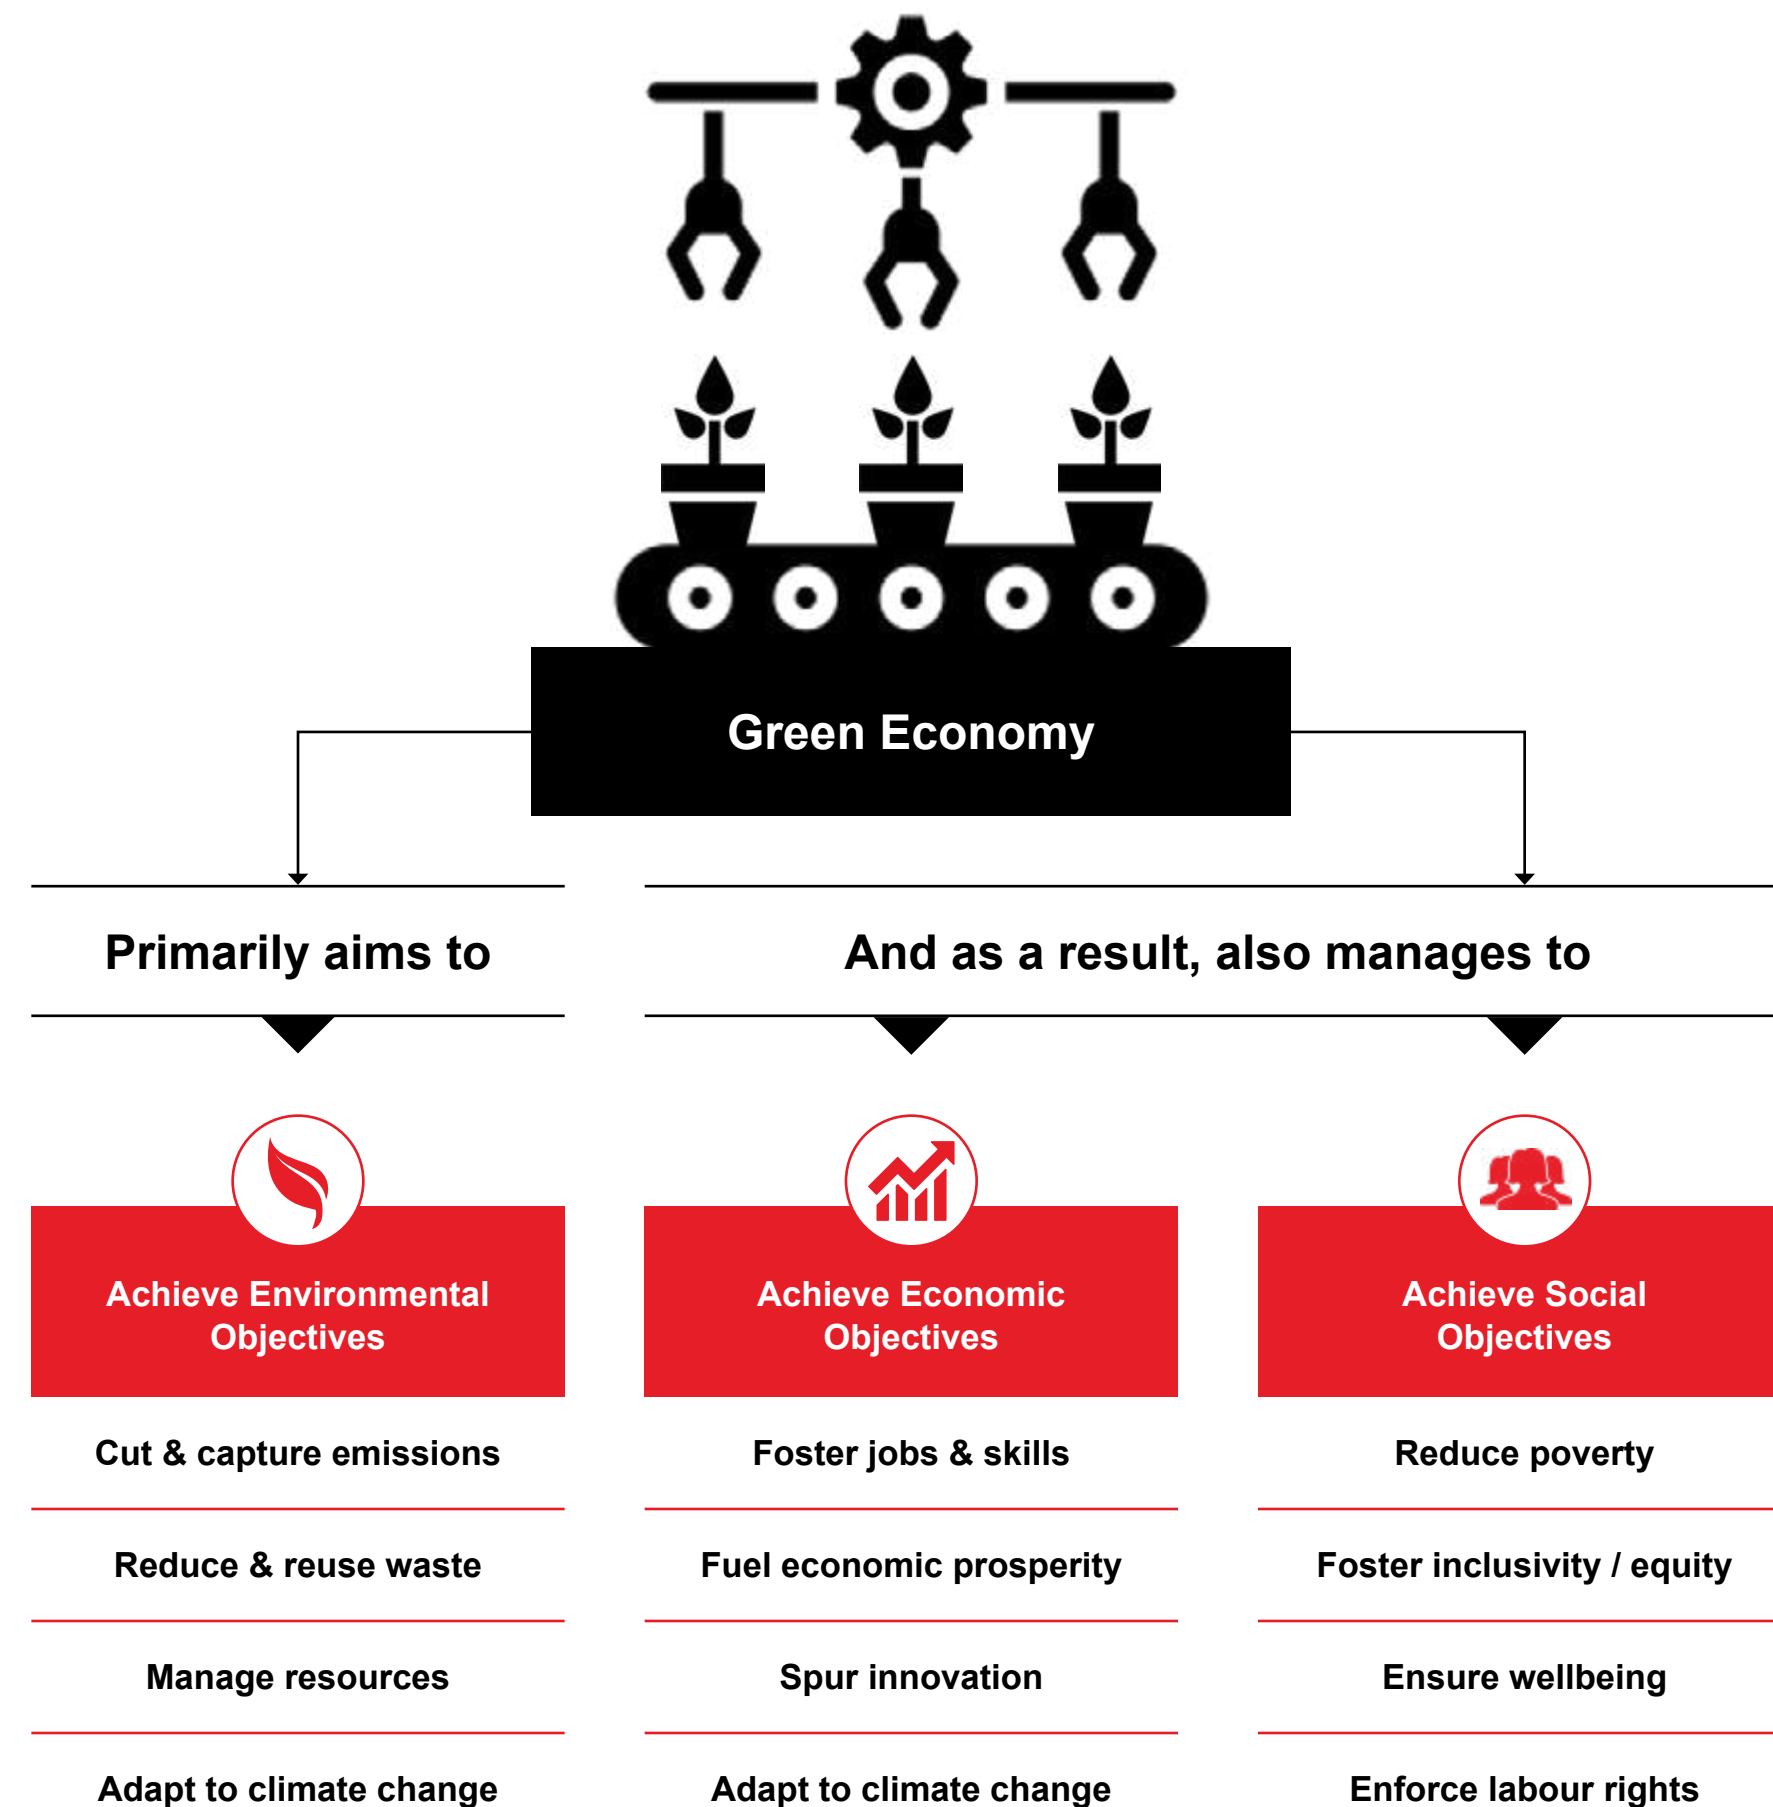 Green Economy
Primarily aims to
And as a result, also manages to
Achieve Environmental
Objectives
Cut & capture emissions
Reduce & reuse waste
Manage resources
Adapt to climate change
Achieve Economic
Objectives
Foster jobs & skills
Fuel economic prosperity
Spur innovation
Adapt to climate change
Achieve Social
Objectives
Reduce poverty
Foster inclusivity / equity
Ensure wellbeing
Enforce labour rights